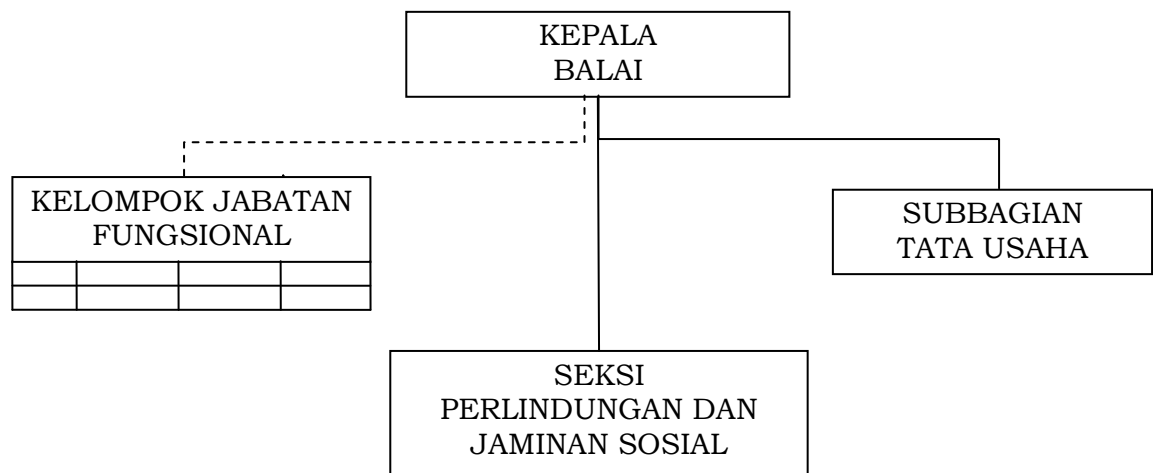 KEPALA
BALAI
KELOMPOK JABATAN
FUNGSIONAL
SUBBAGIAN
TATA USAHA
SEKSI
PERLINDUNGAN DAN
JAMINAN SOSIAL